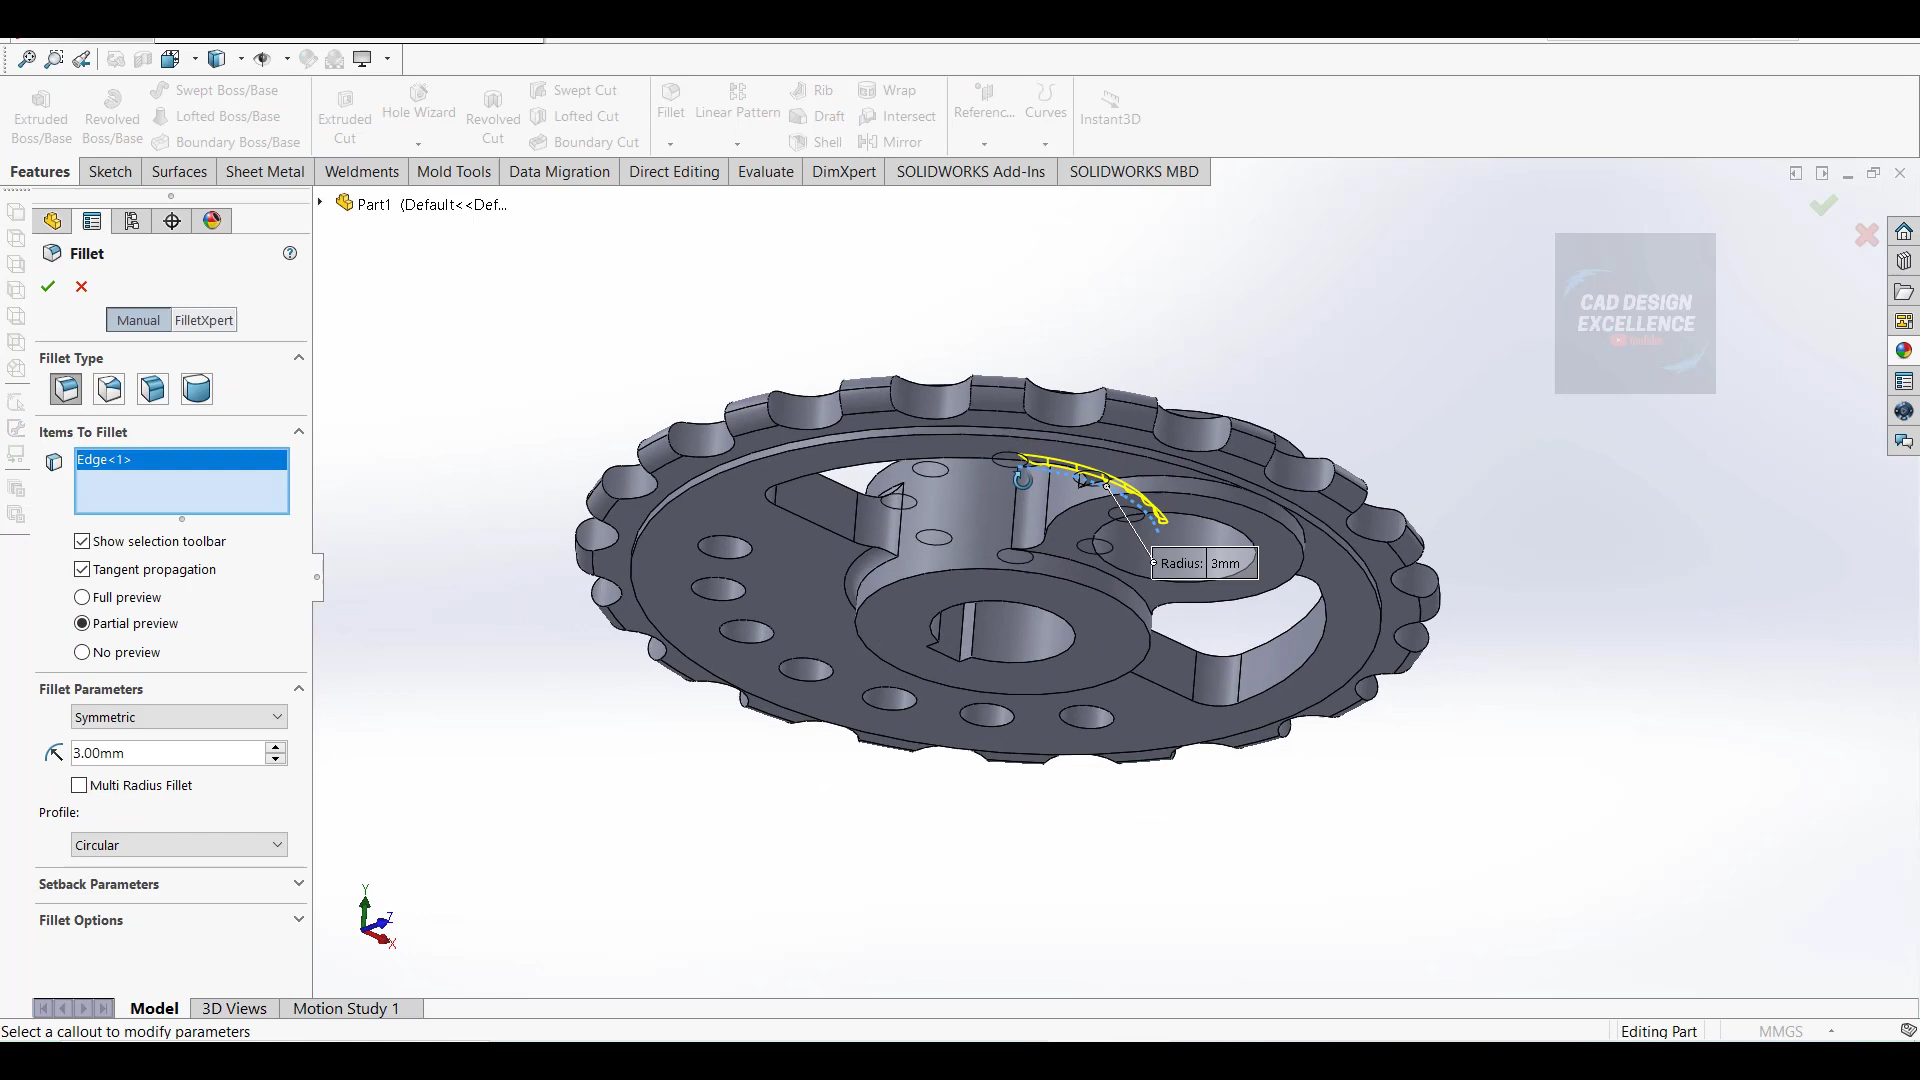 Extruded Boss/Base
Revolved Boss/Base
Swept Boss/Base
Lofted Boss/Base
Boundary Boss/Base
Extruded Cut
Hole Wizard
Revolved Cut
Swept Cut
Lofted Cut
Boundary Cut
Fillet
Linear Pattern
Rib
Draft
Shell
Wrap
Intersect
Mirror
Referenc...
Curves
Instant3D
Features
Sketch
Surfaces
Sheet Metal
Weldments
Mold Tools
Data Migration
Direct Editing
Evaluate
DimXpert
SOLIDWORKS Add-Ins
SOLIDWORKS MBD
Part1 (Default<<Def...
Fillet
Manual
FilletXpert
Fillet Type
Items To Fillet
Edge<1>
Show selection toolbar
Tangent propagation
Full preview
Partial preview
No preview
Fillet Parameters
Symmetric
3.00mm
Multi Radius Fillet
Profile:
Circular
Setback Parameters
Fillet Options
Radius: 3mm
CAD DESIGN
EXCELLENCE
Y
Z
X
Model
3D Views
Motion Study 1
Select a callout to modify parameters
Editing Part
MMGS